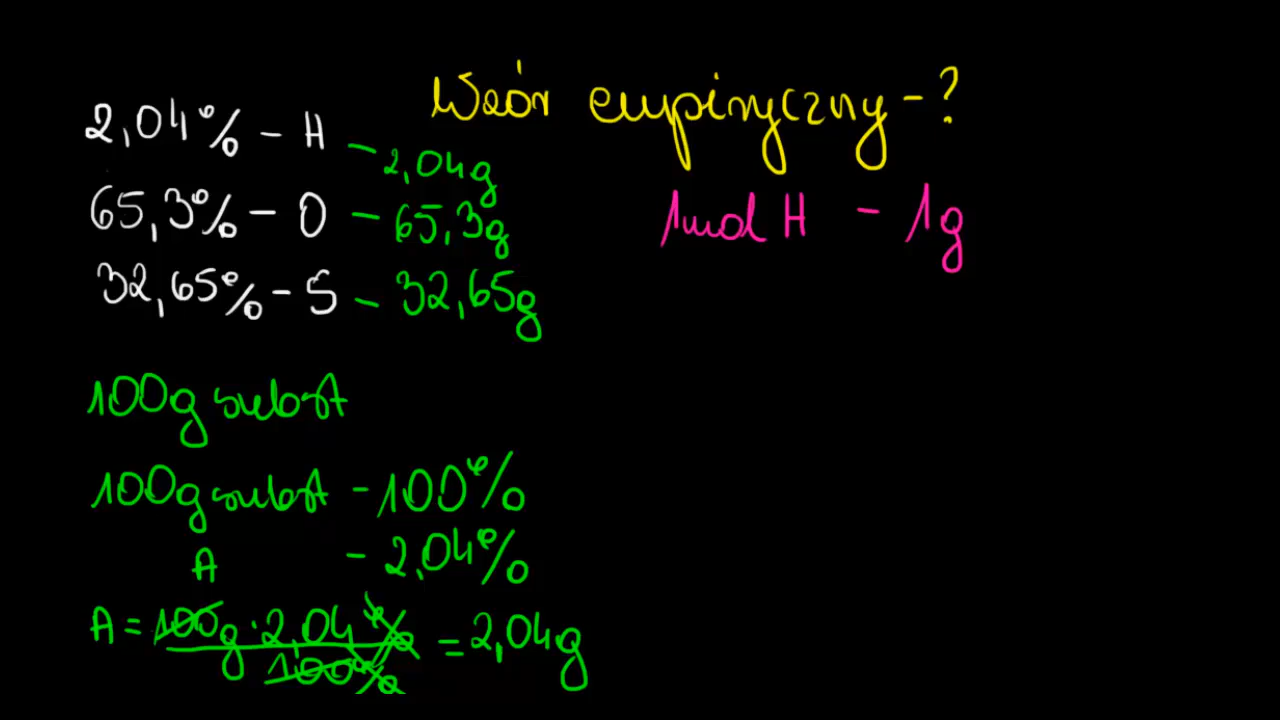 Wzór empiryczny - ?
2,04% - H - 2,04g
65,3% - O - 65,3g
32,65% - S - 32,65g
1mol H - 1g
100g subst
100g subst - 100%
A - 2,04%
A = 100g · 2,04% / 100% = 2,04g